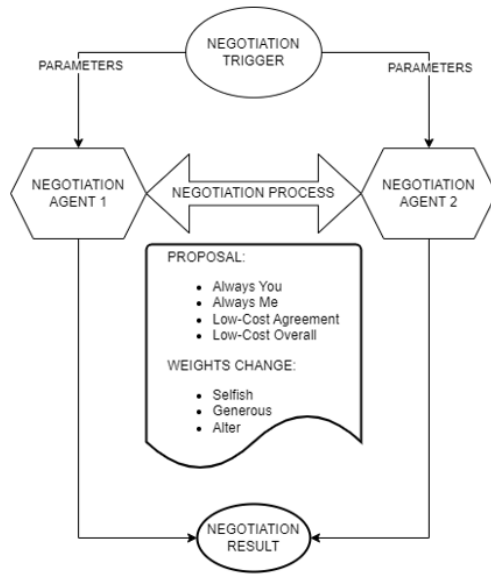 NEGOTIATION
TRIGGER
PARAMETERS
PARAMETERS
NEGOTIATION
AGENT 1
NEGOTIATION PROCESS
NEGOTIATION
AGENT 2
PROPOSAL:
• Always You
• Always Me
• Low-Cost Agreement
• Low-Cost Overall
WEIGHTS CHANGE:
• Selfish
• Generous
• Alter
NEGOTIATION
RESULT